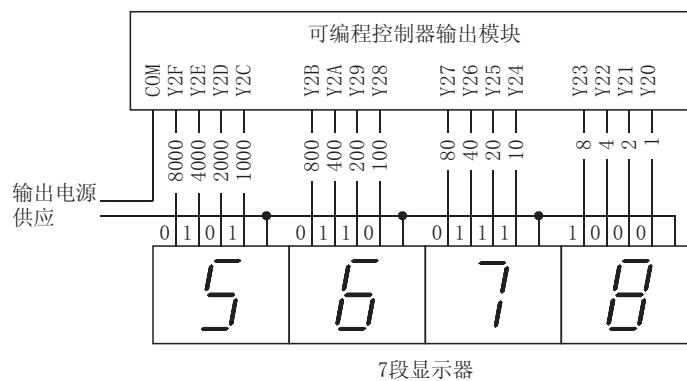 可编程控制器输出模块
COM Y2F Y2E Y2D Y2C Y2B Y2A Y29 Y28 Y27 Y26 Y25 Y24 Y23 Y22 Y21 Y20
8000 4000 2000 1000 800 400 200 100 80 40 20 10 8 4 2 1
输出电源
供应
0 1 0 1 0 1 1 0 0 1 1 1 1 0 0 0
5 6 7 8
7段显示器